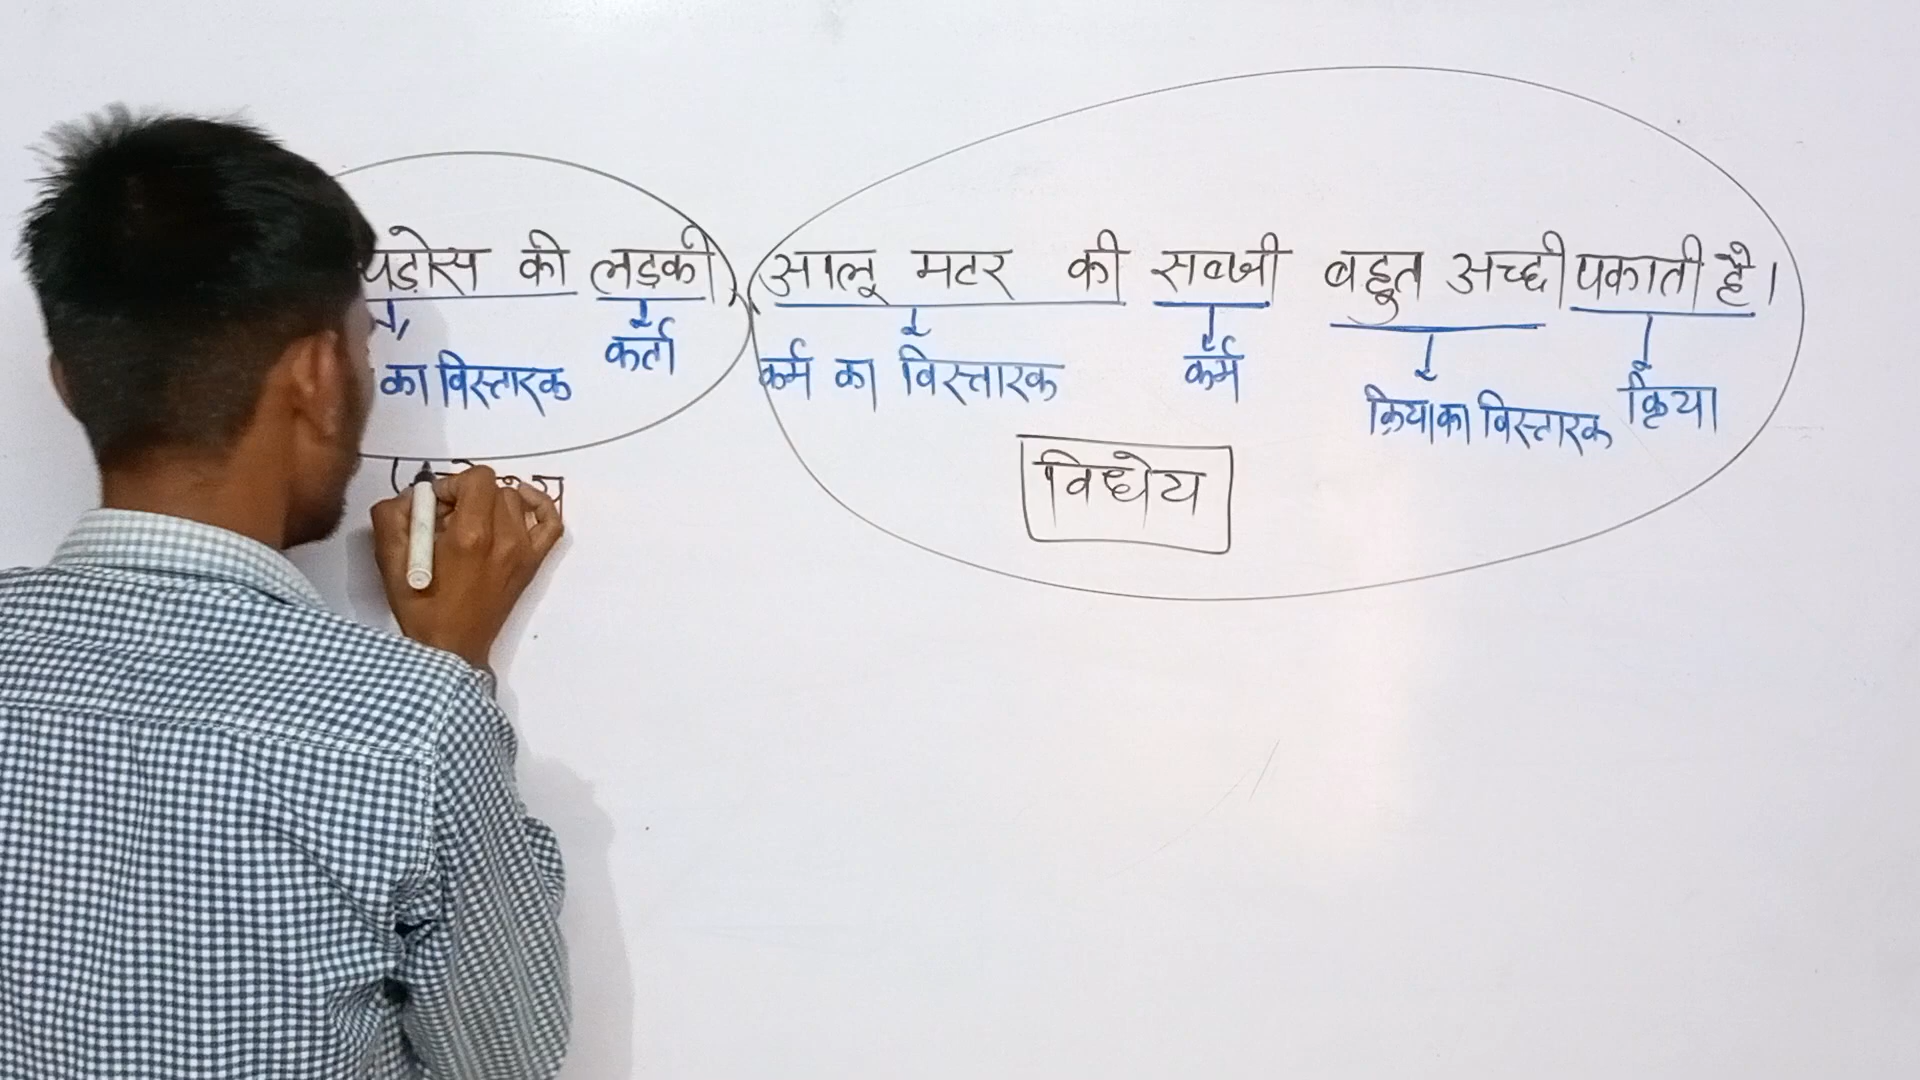 पड़ोस की लड़की आलू मटर की सब्जी बहुत अच्छी पकाती है।
का विस्तारक कर्ता कर्म का विस्तारक कर्म क्रिया का विस्तारक क्रिया
विधेय